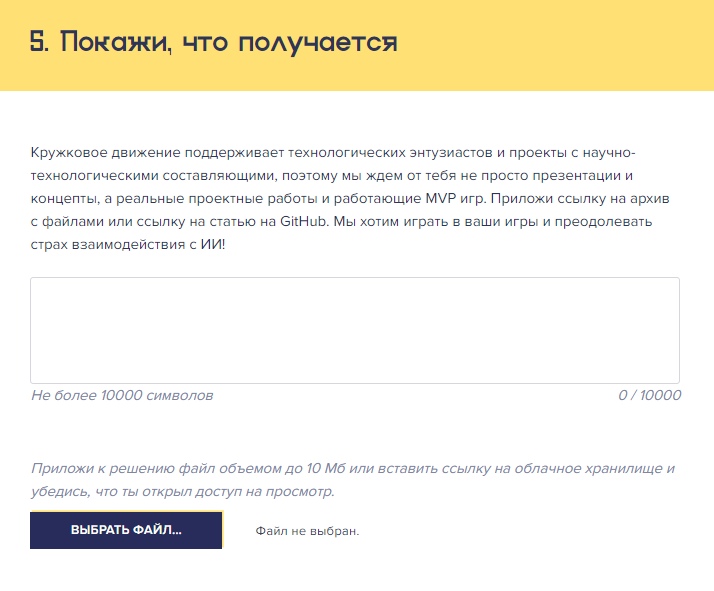 5. Покажи, что получается
Кружковое движение поддерживает технологических энтузиастов и проекты с научно-
технологическими составляющими, поэтому мы ждем от тебя не просто презентации и
концепты, а реальные проектные работы и работающие MVP игр. Приложи ссылку на архив
с файлами или ссылку на статью на GitHub. Мы хотим играть в ваши игры и преодолевать
страх взаимодействия с ИИ!
Не более 10000 символов 0 / 10000
Приложи к решению файл объемом до 10 Мб или вставить ссылку на облачное хранилище и
убедись, что ты открыл доступ на просмотр.
ВЫБРАТЬ ФАЙЛ... Файл не выбран.